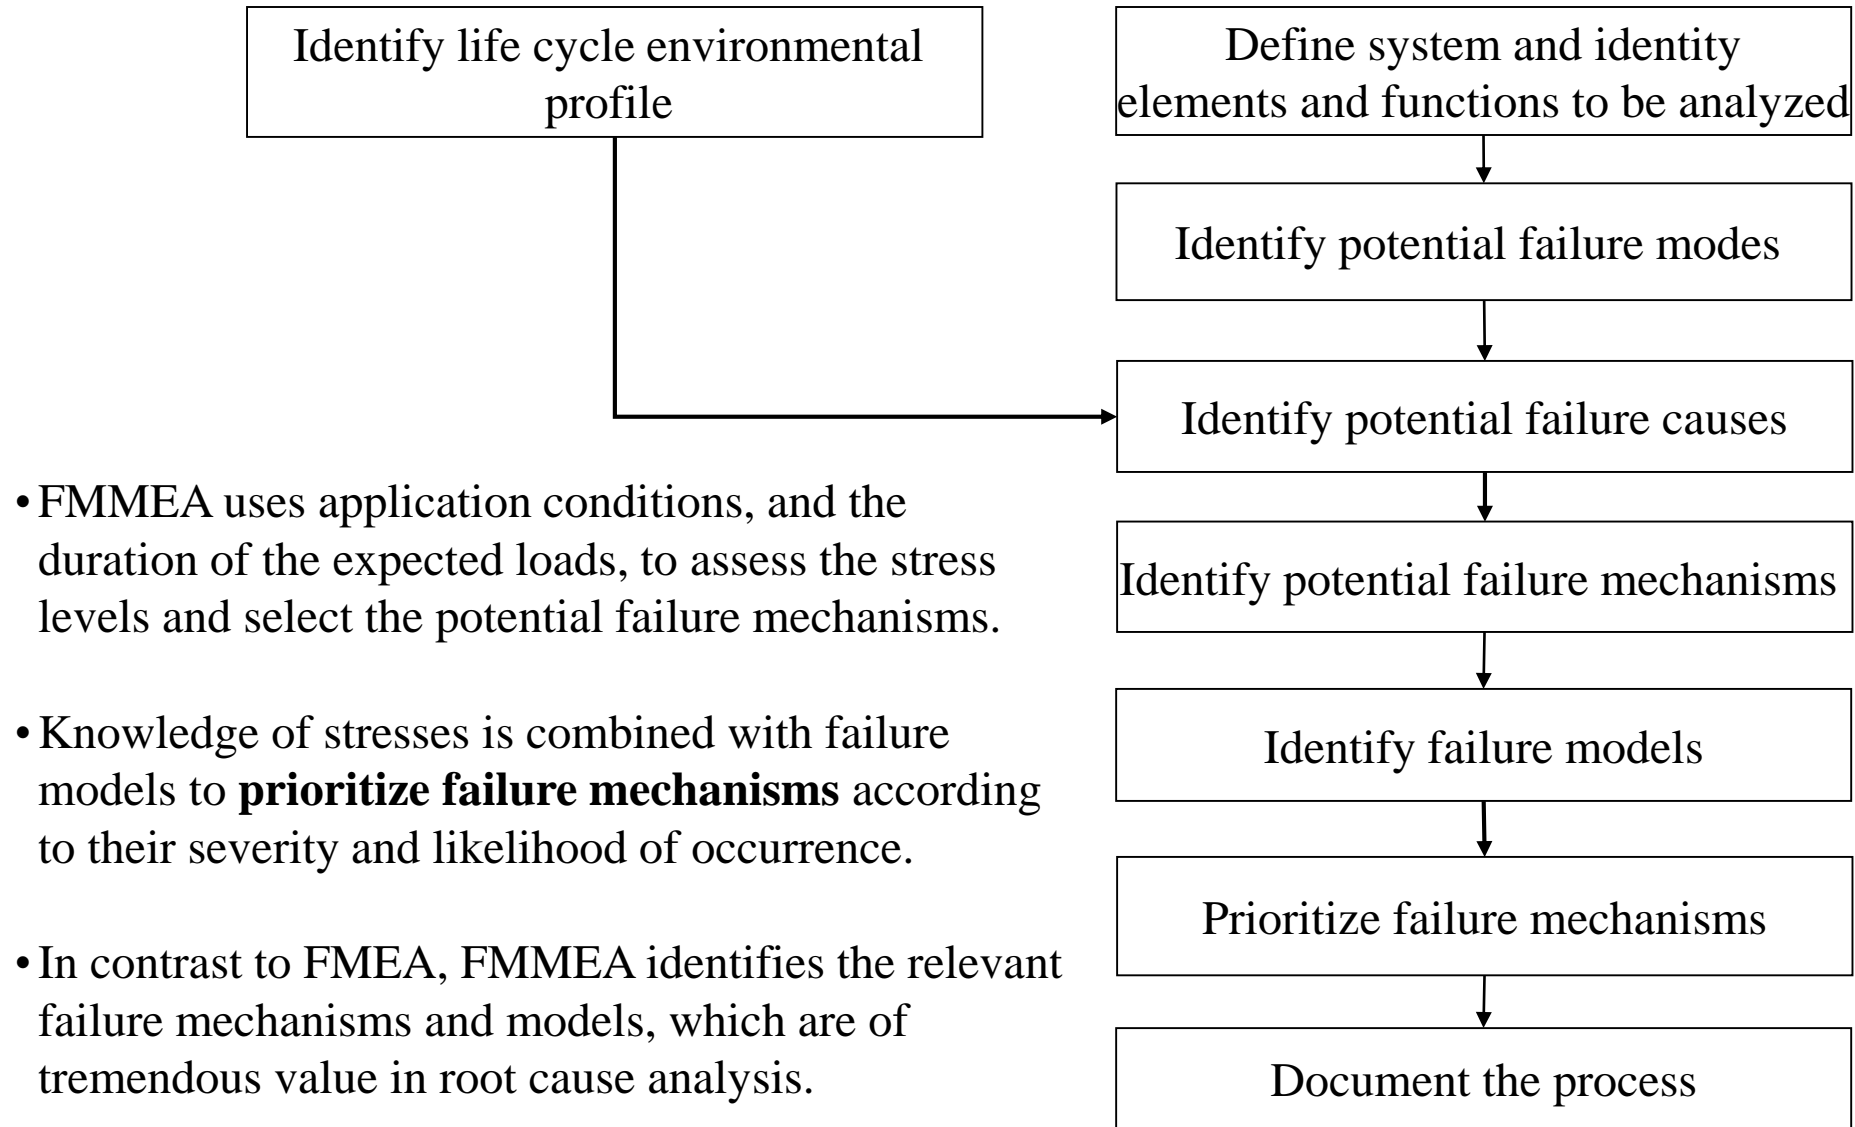 Identify life cycle environmental
profile
Define system and identity
elements and functions to be analyzed
Identify potential failure modes
Identify potential failure causes
Identify potential failure mechanisms
Identify failure models
Prioritize failure mechanisms
Document the process
•FMMEA uses application conditions, and the
duration of the expected loads, to assess the stress
levels and select the potential failure mechanisms.
•Knowledge of stresses is combined with failure
models to prioritize failure mechanisms according
to their severity and likelihood of occurrence.
•In contrast to FMEA, FMMEA identifies the relevant
failure mechanisms and models, which are of
tremendous value in root cause analysis.